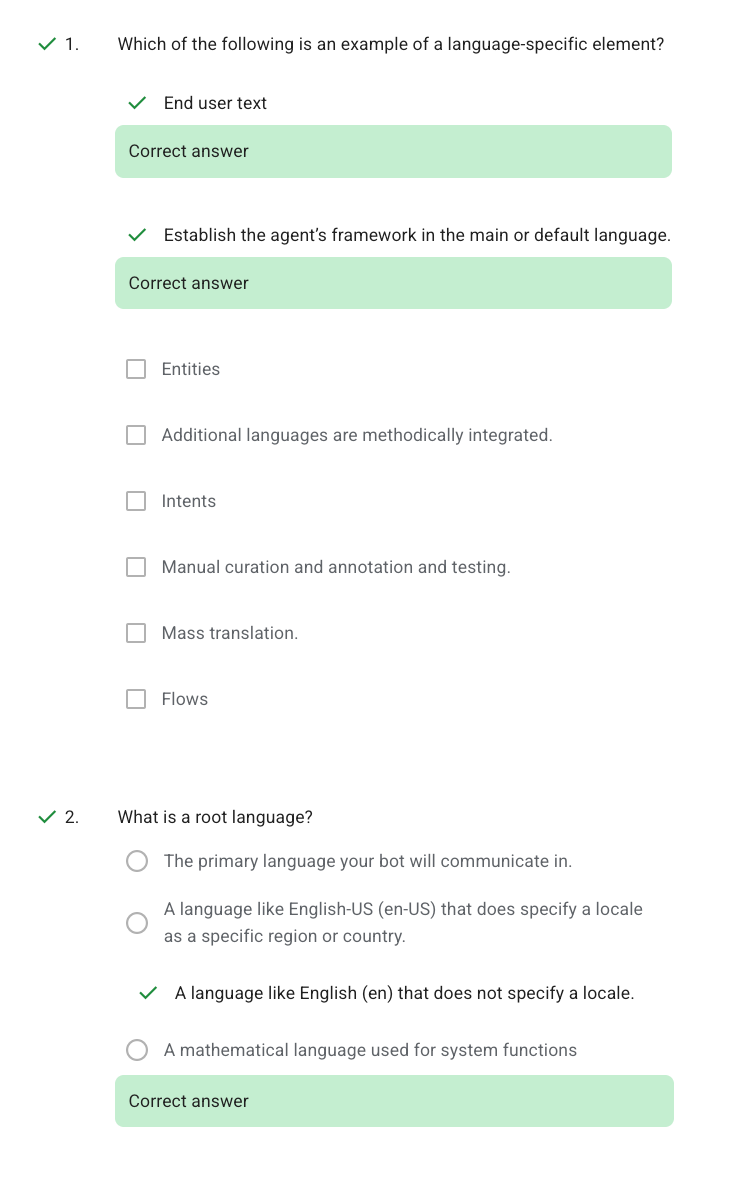 1. Which of the following is an example of a language-specific element?
End user text
Correct answer
Establish the agent’s framework in the main or default language.
Correct answer
Entities
Additional languages are methodically integrated.
Intents
Manual curation and annotation and testing.
Mass translation.
Flows
2. What is a root language?
The primary language your bot will communicate in.
A language like English-US (en-US) that does specify a locale
as a specific region or country.
A language like English (en) that does not specify a locale.
A mathematical language used for system functions
Correct answer